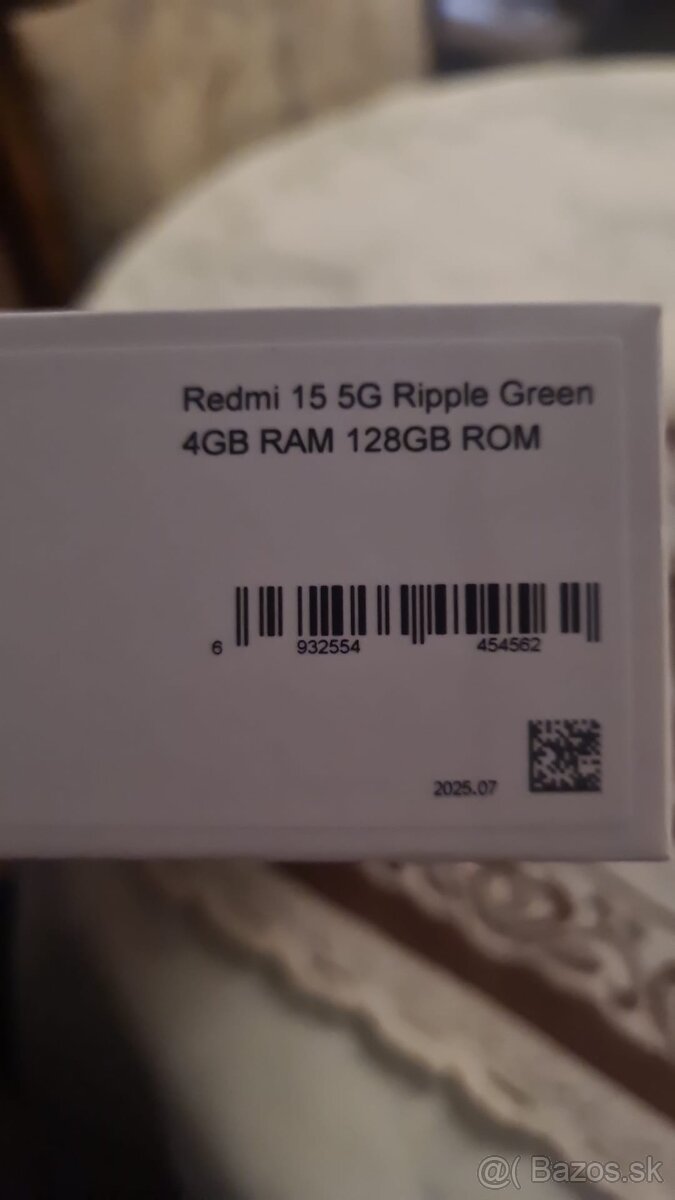 Redmi 15 5G Ripple Green
4GB RAM 128GB ROM
6 932554 454562
2025.07
@( Bazos.sk